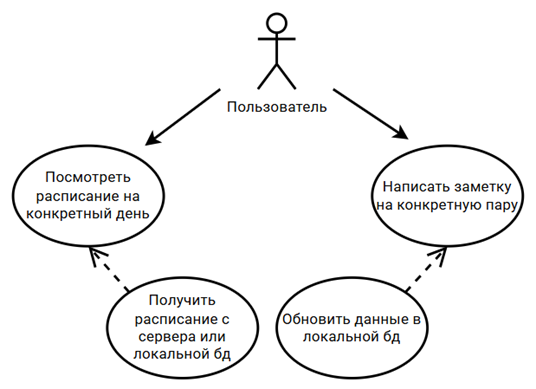 Пользователь
Посмотреть
расписание на
конкретный день
Написать заметку
на конкретную пару
Получить
расписание с
сервера или
локальной бд
Обновить данные в
локальной бд